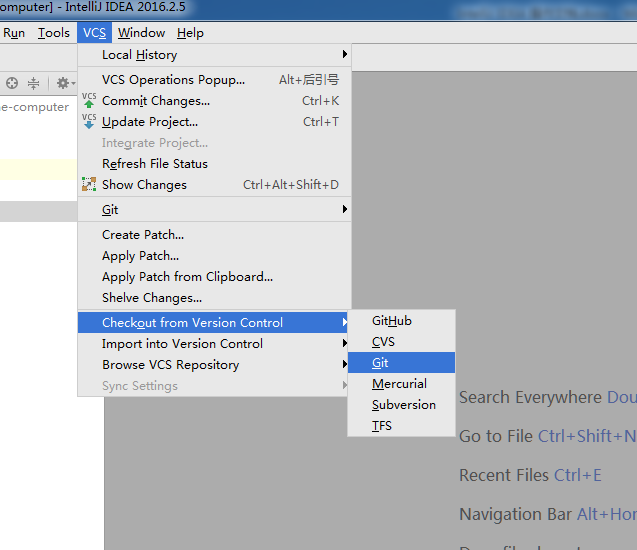 omputer] - IntelliJ IDEA 2016.2.5
Run Tools VCS Window Help
Local History
VCS Operations Popup... Alt+后引号
VCS Commit Changes... Ctrl+K
VCS Update Project... Ctrl+T
Integrate Project...
Refresh File Status
Show Changes Ctrl+Alt+Shift+D
Git
Create Patch...
Apply Patch...
Apply Patch from Clipboard...
Shelve Changes...
Checkout from Version Control
Import into Version Control
Browse VCS Repository
Sync Settings
GitHub
CVS
Git
Mercurial
Subversion
TFS
ne-computer
Search Everywhere Dou
Go to File Ctrl+Shift+N
Recent Files Ctrl+E
Navigation Bar Alt+Hor